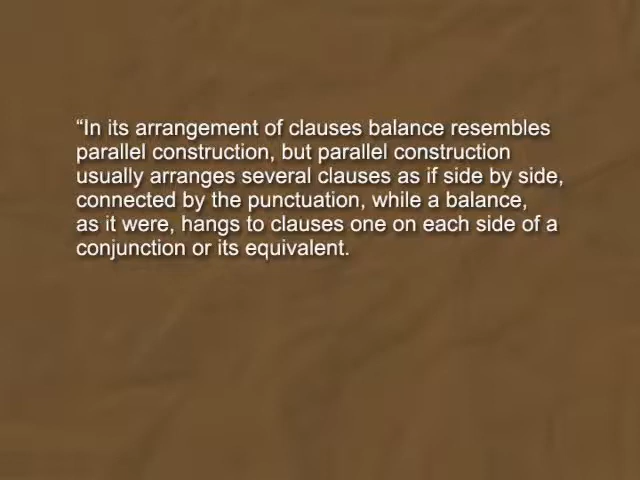 “In its arrangement of clauses balance resembles
parallel construction, but parallel construction
usually arranges several clauses as if side by side,
connected by the punctuation, while a balance,
as it were, hangs to clauses one on each side of a
conjunction or its equivalent.